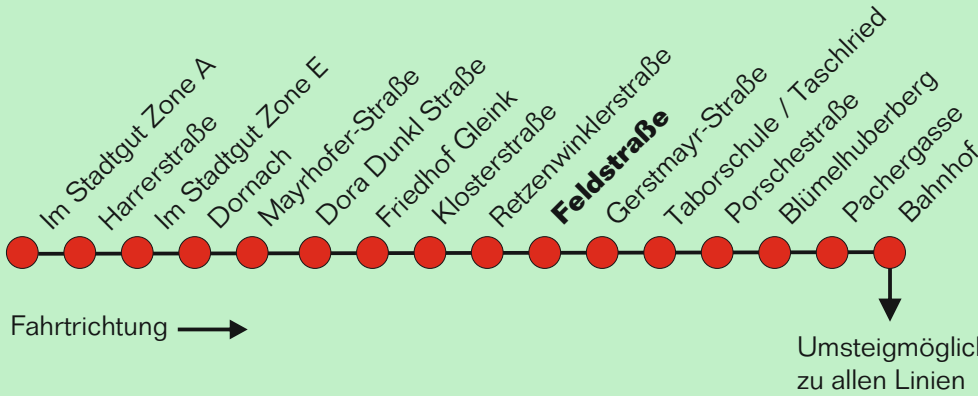 Im Stadtgut Zone A
Harrerstraße
Im Stadtgut Zone E
Dornach
Mayrhofer-Straße
Dora Dunkl Straße
Friedhof Gleink
Klosterstraße
Retzenwinklerstraße
Feldstraße
Gerstmayr-Straße
Taborschule / Taschlried
Porschestraße
Blümelhuberberg
Pachergasse
Bahnhof
Fahrtrichtung
Umsteigmöglich
zu allen Linien